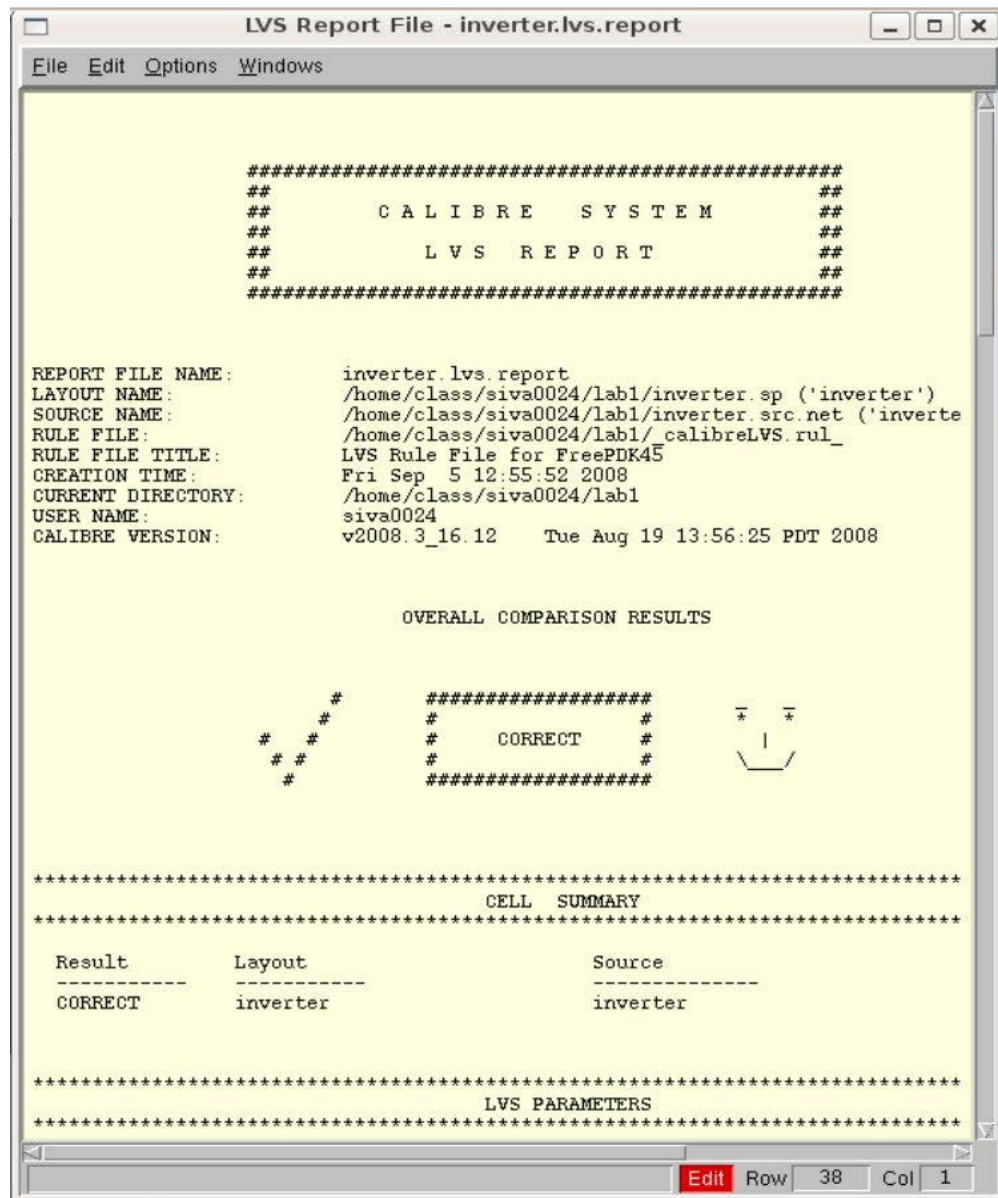 LVS Report File - inverter.lvs.report
File Edit Options Windows
##################################################
## ##
## C A L I B R E   S Y S T E M ##
## ##
## L V S   R E P O R T ##
## ##
##################################################
REPORT FILE NAME: inverter.lvs.report
LAYOUT NAME: /home/class/siva0024/lab1/inverter.sp ('inverter')
SOURCE NAME: /home/class/siva0024/lab1/inverter.src.net ('inverte
RULE FILE: /home/class/siva0024/lab1/_calibreLVS.rul_
RULE FILE TITLE: LVS Rule File for FreePDK45
CREATION TIME: Fri Sep  5 12:55:52 2008
CURRENT DIRECTORY: /home/class/siva0024/lab1
USER NAME: siva0024
CALIBRE VERSION: v2008.3_16.12    Tue Aug 19 13:56:25 PDT 2008
OVERALL COMPARISON RESULTS
# ################### _ _
# # # * *
# # # CORRECT # |
# # # # \___/
# ###################
*******************************************************************************
CELL SUMMARY
*******************************************************************************
Result Layout Source
----------- ----------- --------------
CORRECT inverter inverter
*******************************************************************************
LVS PARAMETERS
*******************************************************************************
Edit Row 38 Col 1